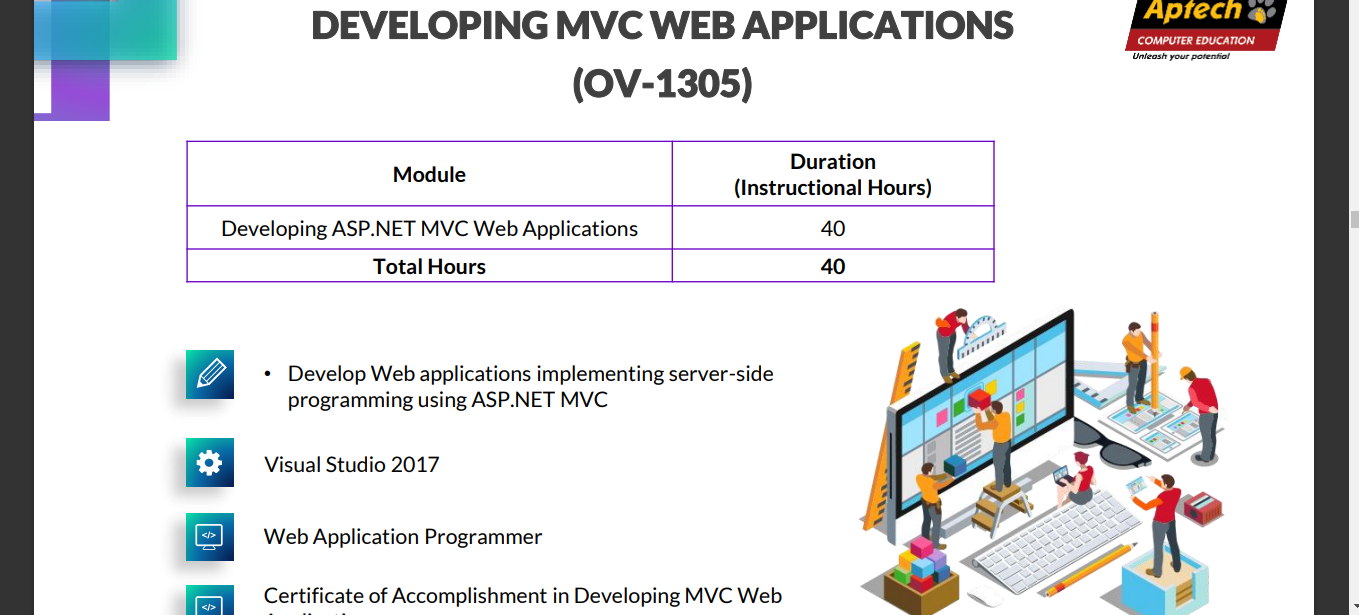 DEVELOPING MVC WEB APPLICATIONS
(OV-1305)
Aptech
COMPUTER EDUCATION
Unleash your potential
Module
Duration
(Instructional Hours)
Developing ASP.NET MVC Web Applications
40
Total Hours
40
• Develop Web applications implementing server-side
programming using ASP.NET MVC
Visual Studio 2017
</>
Web Application Programmer
</>
Certificate of Accomplishment in Developing MVC Web